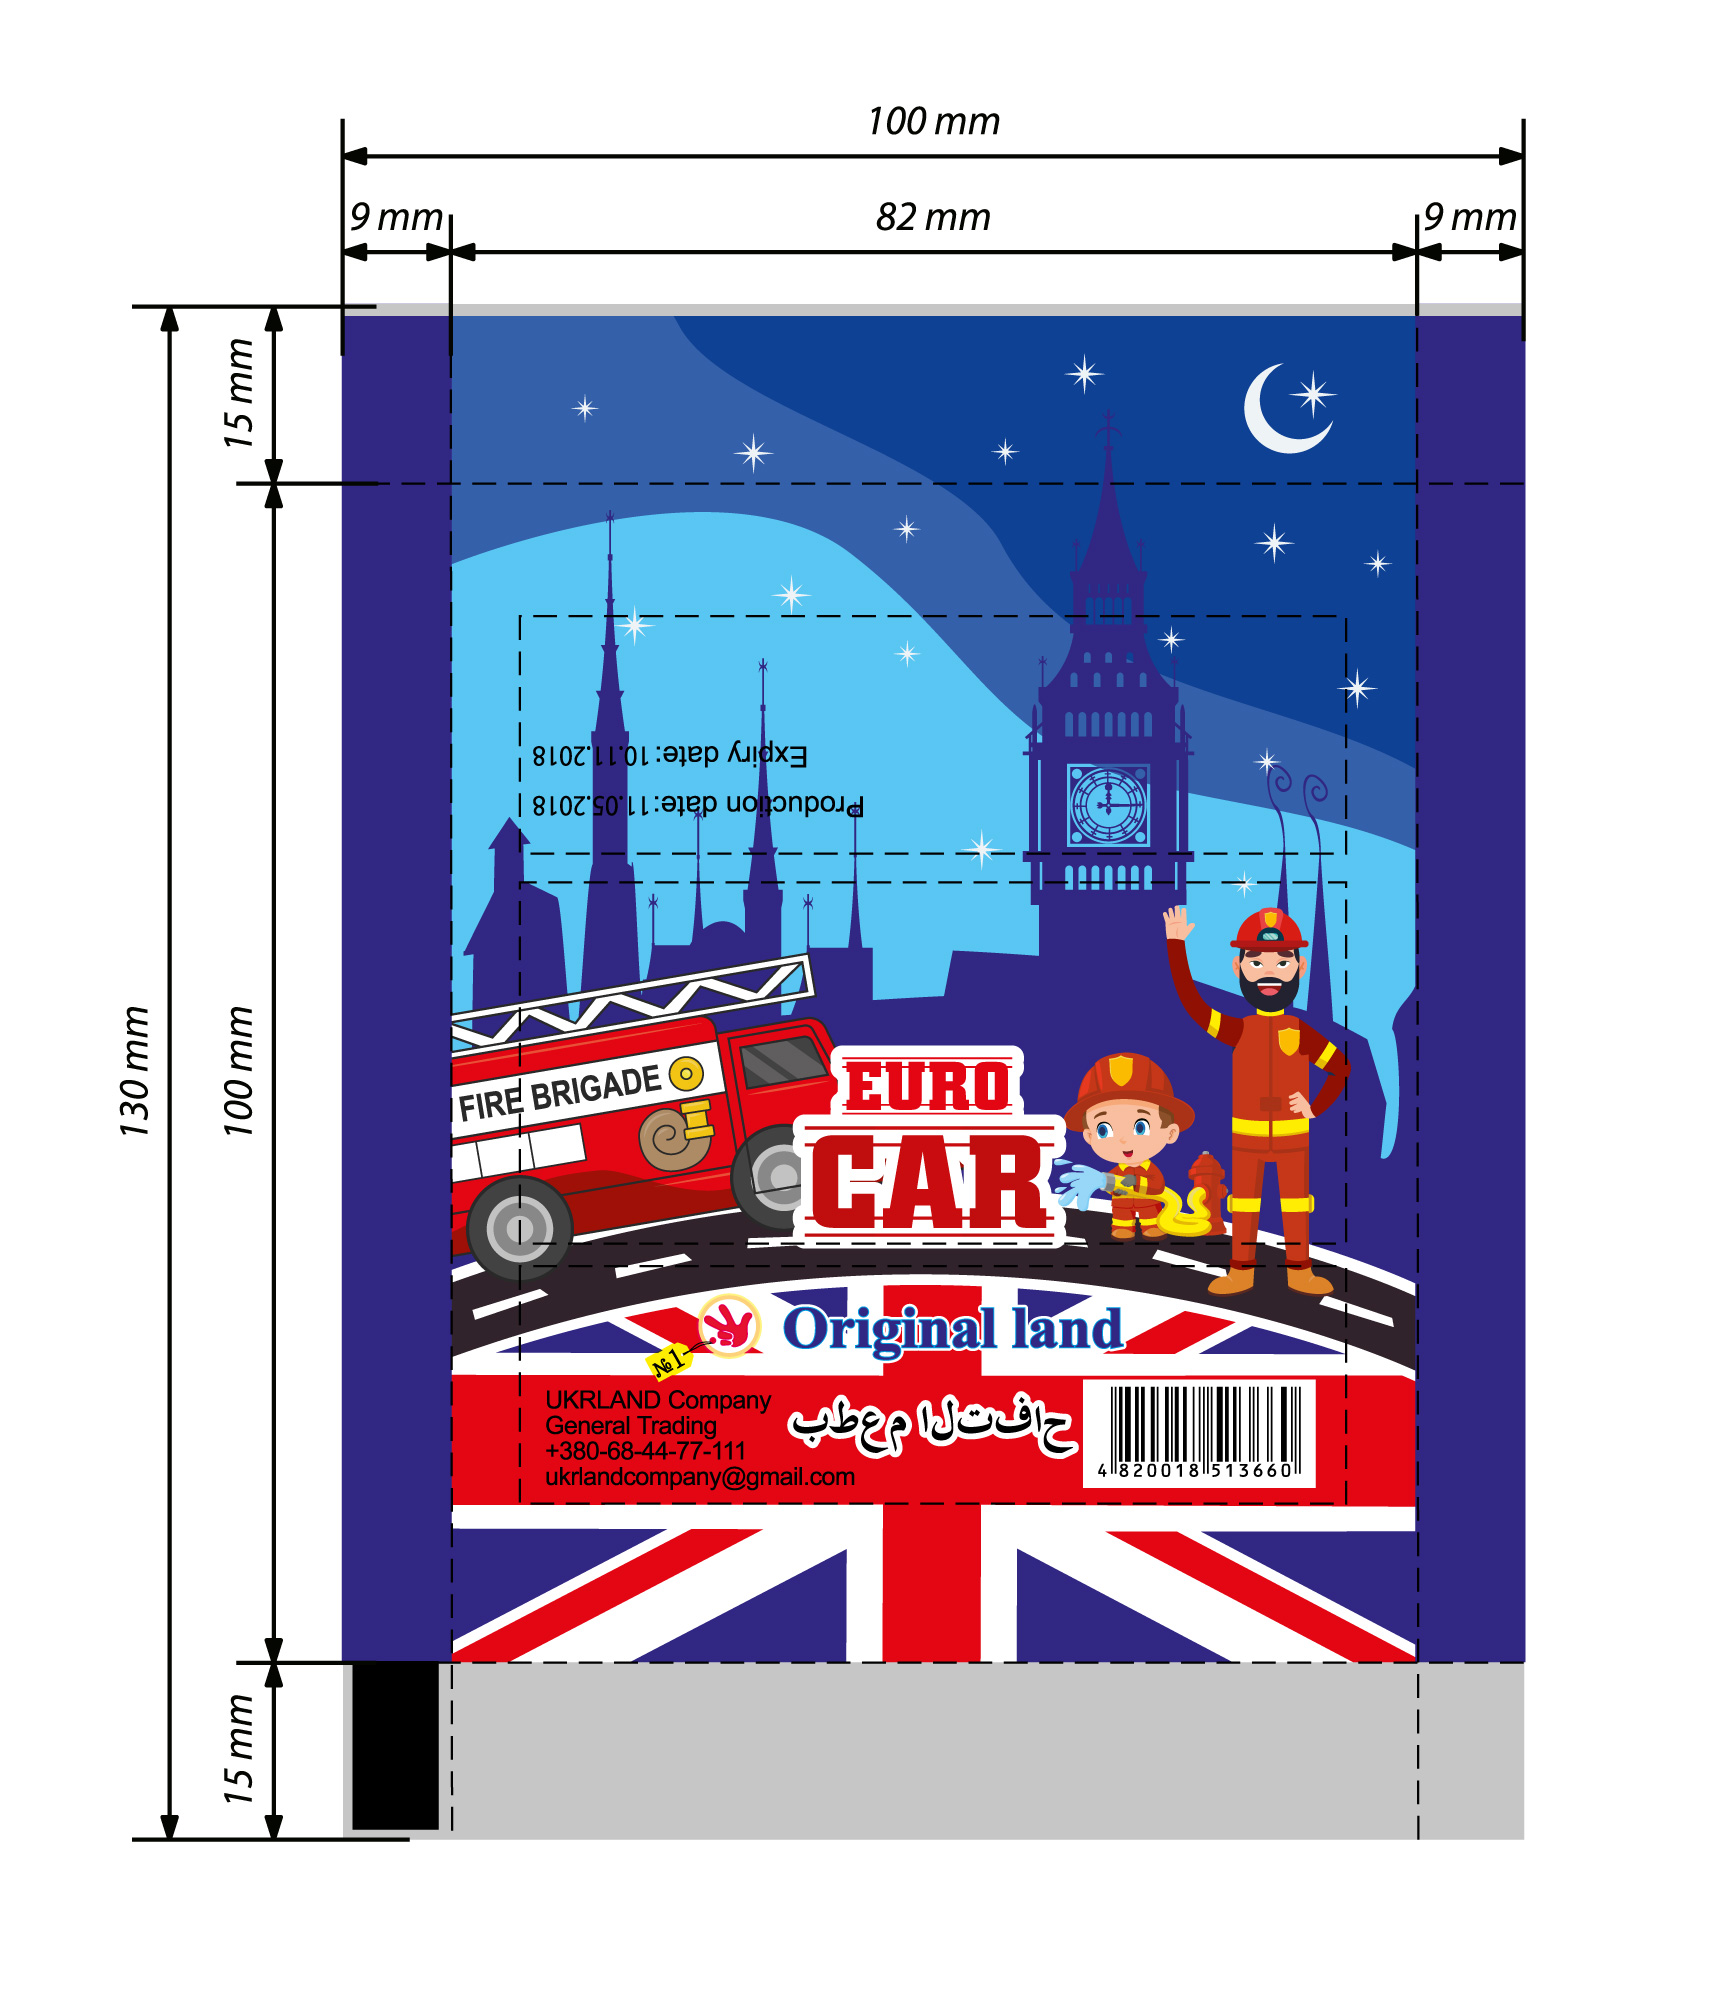 100 mm
9 mm
82 mm
9 mm
15 mm
130 mm
100 mm
15 mm
Production date: 11.05.2018
Expiry date: 10.11.2018
FIRE BRIGADE
EURO
CAR
Original land
№1
UKRLAND Company
General Trading
+380-68-44-77-111
ukrlandcompany@gmail.com
بطعم التفاح
4 820018 513660